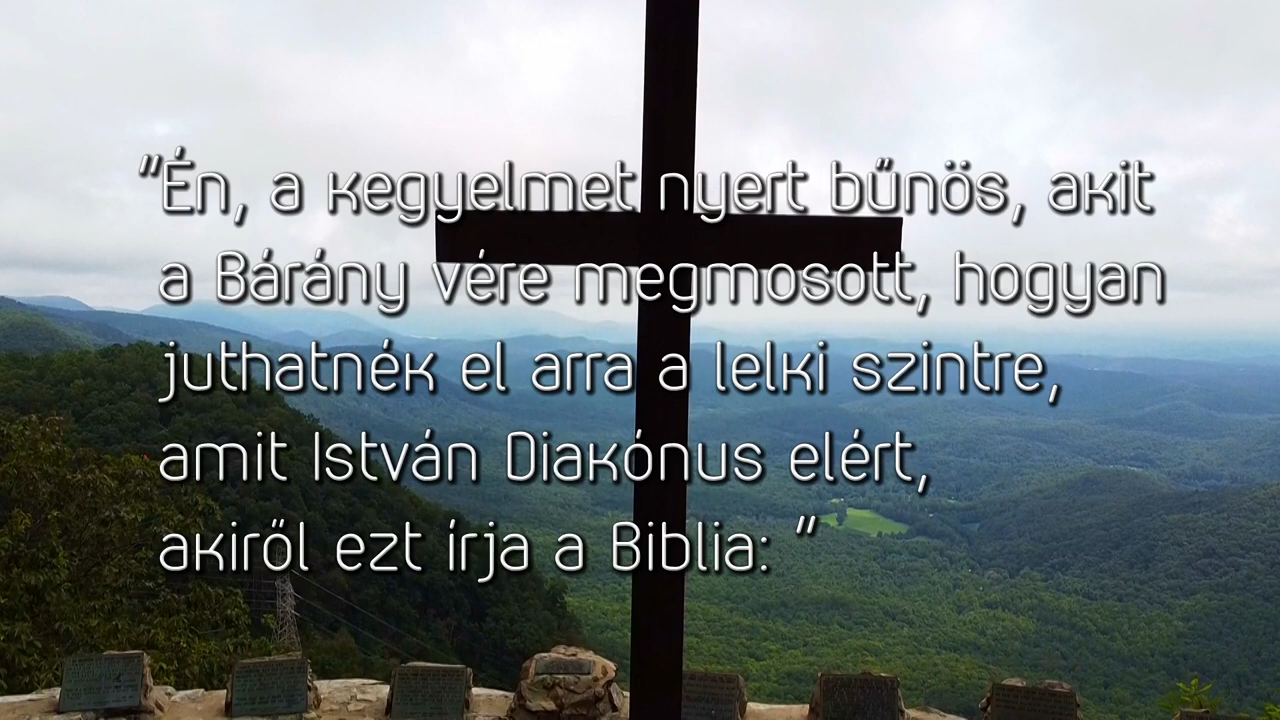 "Én, a kegyelmet nyert bűnös, akit
a Bárány vére megmosott, hogyan
juthatnék el arra a lelki szintre,
amit István Diakónus elért,
akiről ezt írja a Biblia: "